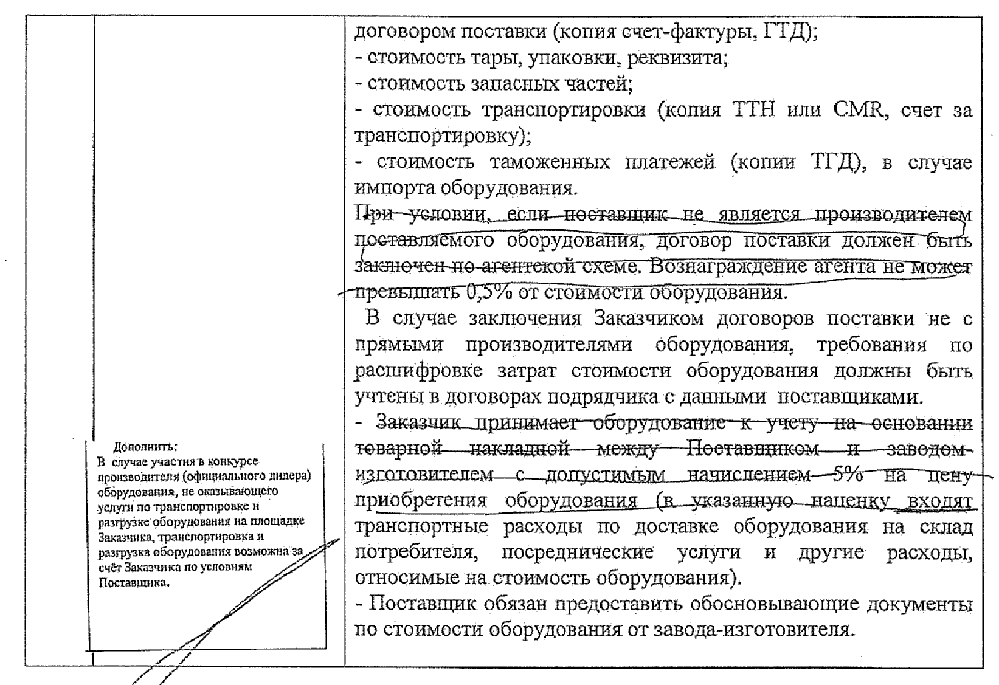 договором поставки (копия счет-фактуры, ГТД);
- стоимость тары, упаковки, реквизита;
- стоимость запасных частей;
- стоимость транспортировки (копия ТТН или CMR, счет за
транспортировку);
- стоимость таможенных платежей (копии ТГД), в случае
импорта оборудования.
При условии, если поставщик не является производителем
поставляемого оборудования, договор поставки должен быть
заключен по агентской схеме. Вознаграждение агента не может
превышать 0,5% от стоимости оборудования.
В случае заключения Заказчиком договоров поставки не с
прямыми производителями оборудования, требования по
расшифровке затрат стоимости оборудования должны быть
учтены в договорах подрядчика с данными поставщиками.
- Заказчик принимает оборудование к учету на основании
товарной накладной между Поставщиком и заводом-
изготовителем с допустимым начислением 5% на цену
приобретения оборудования (в указанную наценку входят
транспортные расходы по доставке оборудования на склад
потребителя, посреднические услуги и другие расходы,
относимые на стоимость оборудования).
- Поставщик обязан предоставить обосновывающие документы
по стоимости оборудования от завода-изготовителя.
Дополнить:
В случае участия в конкурсе
производителя (официального дилера)
оборудования, не оказывающего
услуги по транспортировке и
разгрузке оборудования на площадке
Заказчика, транспортировка и
разгрузка оборудования возможна за
счёт Заказчика по условиям
Поставщика.